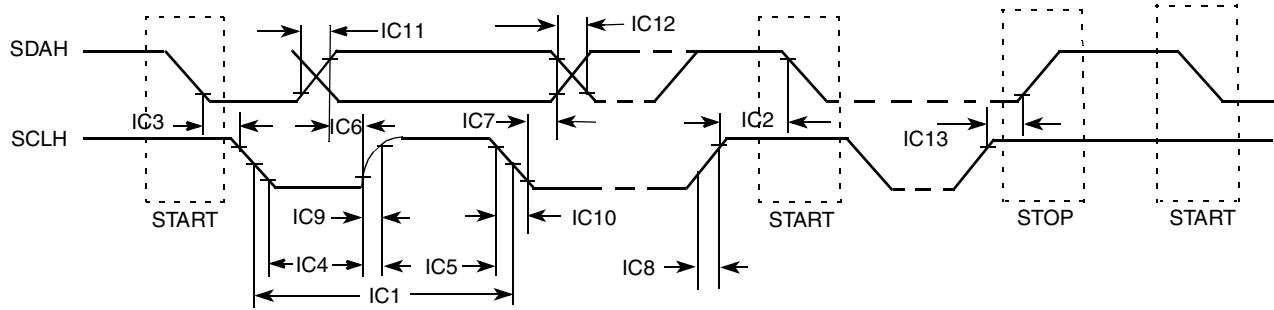 IC11
IC12
SDAH
IC3
IC6
IC7
IC2
IC13
SCLH
START
IC9
IC10
START
STOP
START
IC4
IC5
IC8
IC1